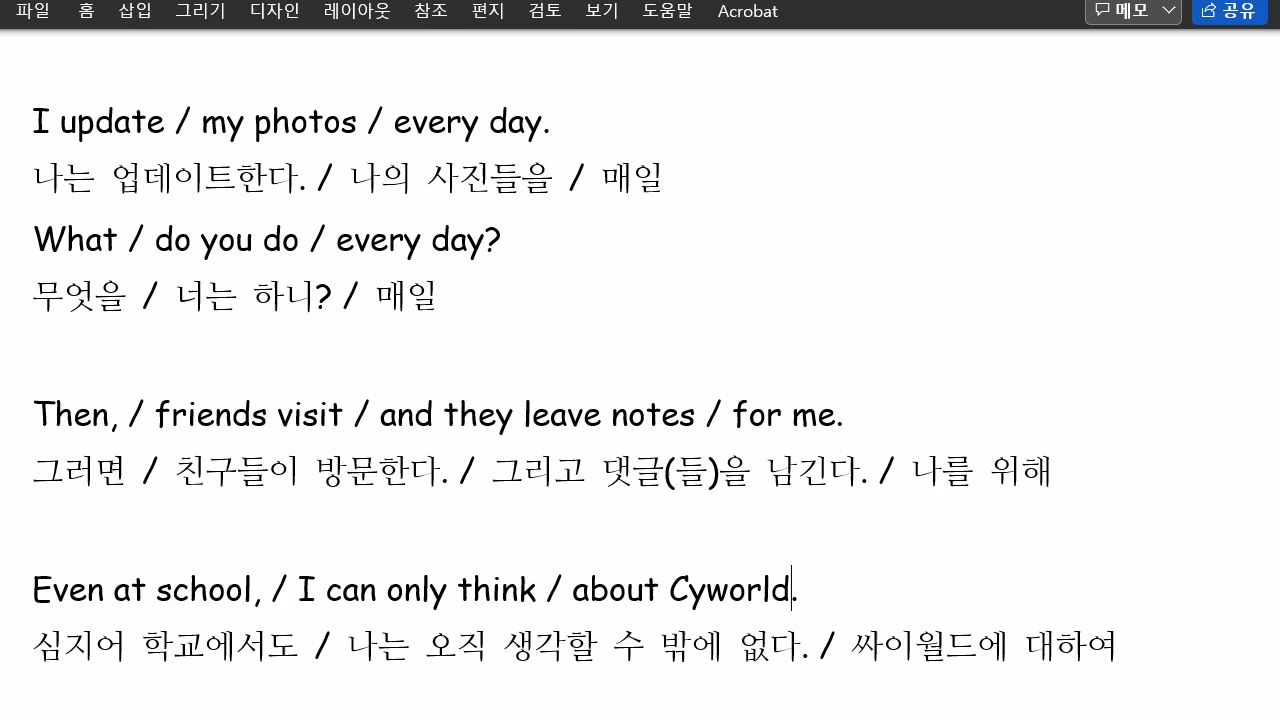 파일 홈 삽입 그리기 디자인 레이아웃 참조 편지 검토 보기 도움말 Acrobat 메모 공유
I update / my photos / every day.
나는 업데이트한다. / 나의 사진들을 / 매일
What / do you do / every day?
무엇을 / 너는 하니? / 매일
Then, / friends visit / and they leave notes / for me.
그러면 / 친구들이 방문한다. / 그리고 댓글(들)을 남긴다. / 나를 위해
Even at school, / I can only think / about Cyworld.
심지어 학교에서도 / 나는 오직 생각할 수 밖에 없다. / 싸이월드에 대하여